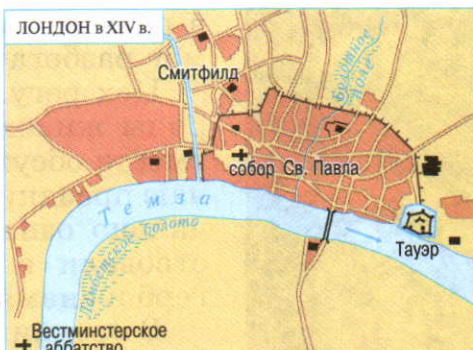 ЛОНДОН в XIV в.
Смитфилд
Болотное
поле
собор Св. Павла
Темза
Ламбетское болото
Тауэр
Вестминстерское
аббатство